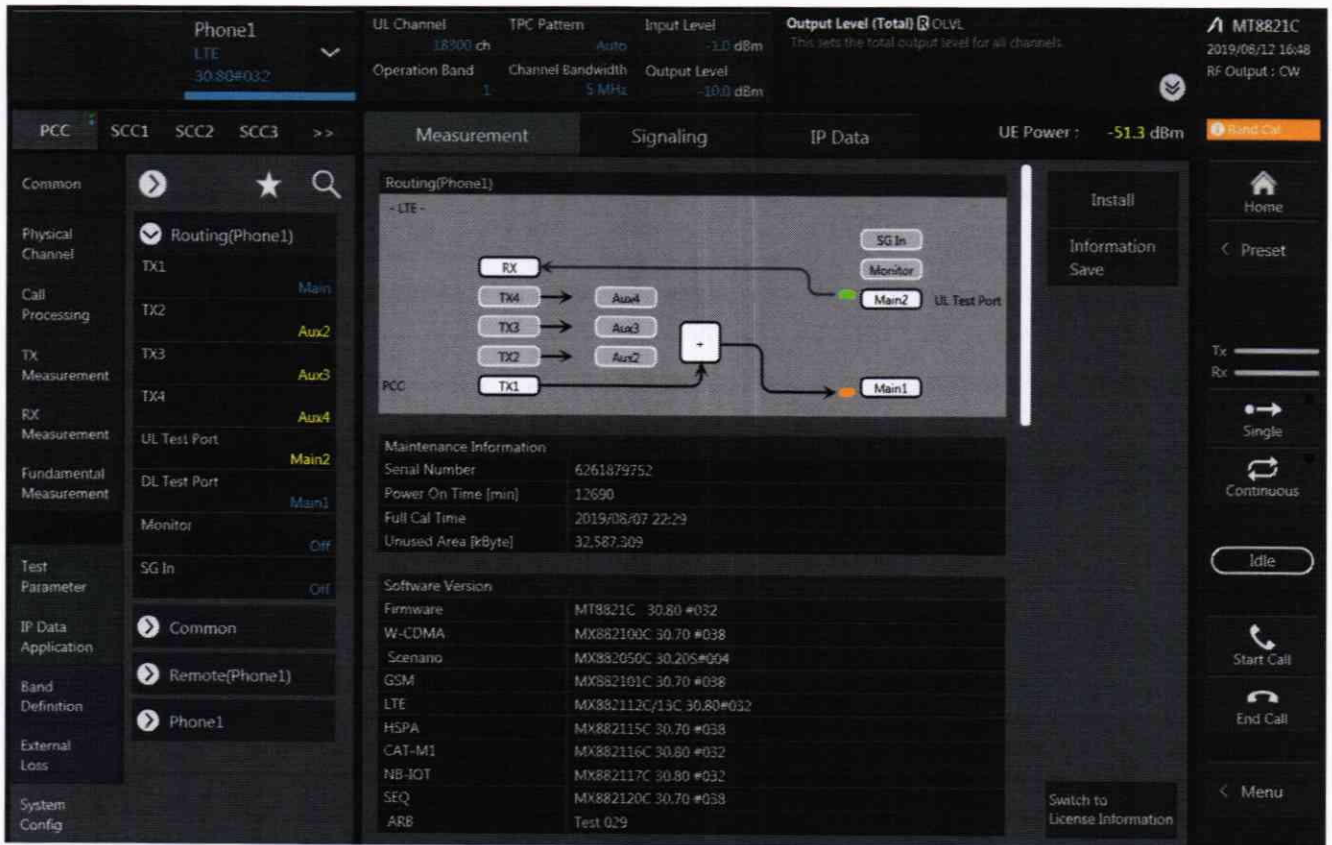 Phone1
LTE
30.80#032
UL Channel
18300 ch
TPC Pattern
Auto
Input Level
-1.0 dBm
Operation Band
1
Channel Bandwidth
5 MHz
Output Level
-10.0 dBm
Output Level (Total) R OLVL
This sets the total output level for all channels.
MT8821C
2019/08/12 16:48
RF Output : CW
PCC SCC1 SCC2 SCC3 >>
Measurement Signaling IP Data
UE Power : -51.3 dBm
Band Cal
Common
Physical
Channel
Call
Processing
TX
Measurement
RX
Measurement
Fundamental
Measurement
Test
Parameter
IP Data
Application
Band
Definition
External
Loss
System
Config
Routing(Phone1)
TX1
Main
TX2
Aux2
TX3
Aux3
TX4
Aux4
UL Test Port
Main2
DL Test Port
Main1
Monitor
Off
SG In
Off
Common
Remote(Phone1)
Phone1
Routing(Phone1)
- LTE -
SG In
RX Monitor
TX4 Aux4 Main2 UL Test Port
TX3 Aux3
+
TX2 Aux2
PCC TX1 Main1
Maintenance Information
Serial Number 6261879752
Power On Time [min] 12690
Full Cal Time 2019/08/07 22:29
Unused Area [kByte] 32,587,309
Software Version
Firmware MT8821C 30.80 #032
W-CDMA MX882100C 30.70 #038
Scenario MX882050C 30.20S#004
GSM MX882101C 30.70 #038
LTE MX882112C/13C 30.80#032
HSPA MX882115C 30.70 #038
CAT-M1 MX882116C 30.80 #032
NB-IOT MX882117C 30.80 #032
SEQ MX882120C 30.70 #038
ARB Test 029
Install
Information
Save
Switch to
License Information
Home
< Preset
Tx
Rx
Single
Continuous
Idle
Start Call
End Call
< Menu